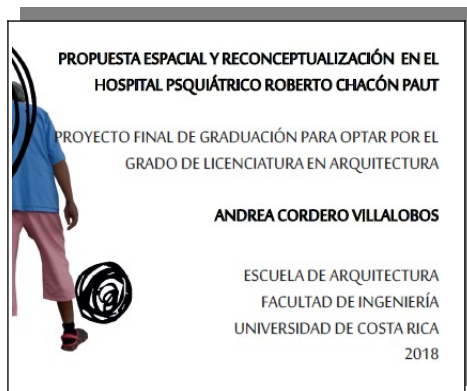 PROPUESTA ESPACIAL Y RECONCEPTUALIZACIÓN EN EL
HOSPITAL PSQUIÁTRICO ROBERTO CHACÓN PAUT
PROYECTO FINAL DE GRADUACIÓN PARA OPTAR POR EL
GRADO DE LICENCIATURA EN ARQUITECTURA
ANDREA CORDERO VILLALOBOS
ESCUELA DE ARQUITECTURA
FACULTAD DE INGENIERÍA
UNIVERSIDAD DE COSTA RICA
2018